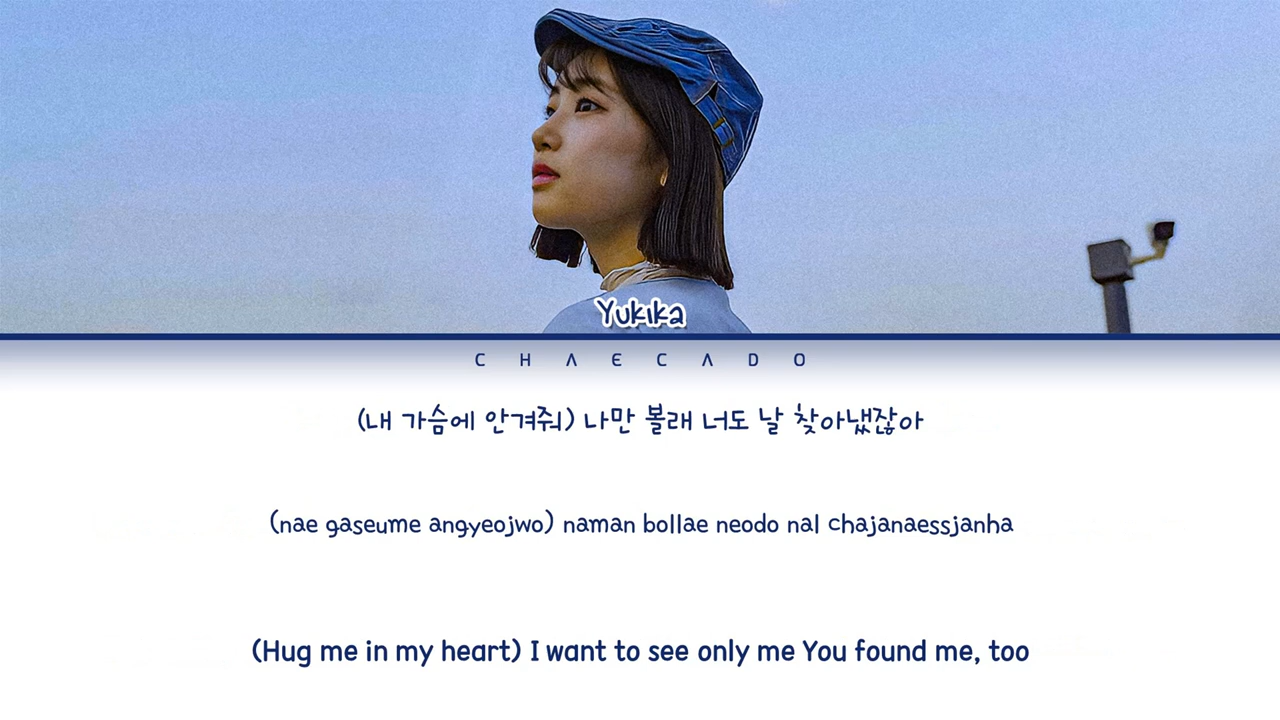 Yukika
CHAECADO
(내 가슴에 안겨줘) 나만 볼래 너도 날 찾아냈잖아
(nae gaseume angyeojwo) naman bollae neodo nal chajanaessjanha
(Hug me in my heart) I want to see only me You found me, too